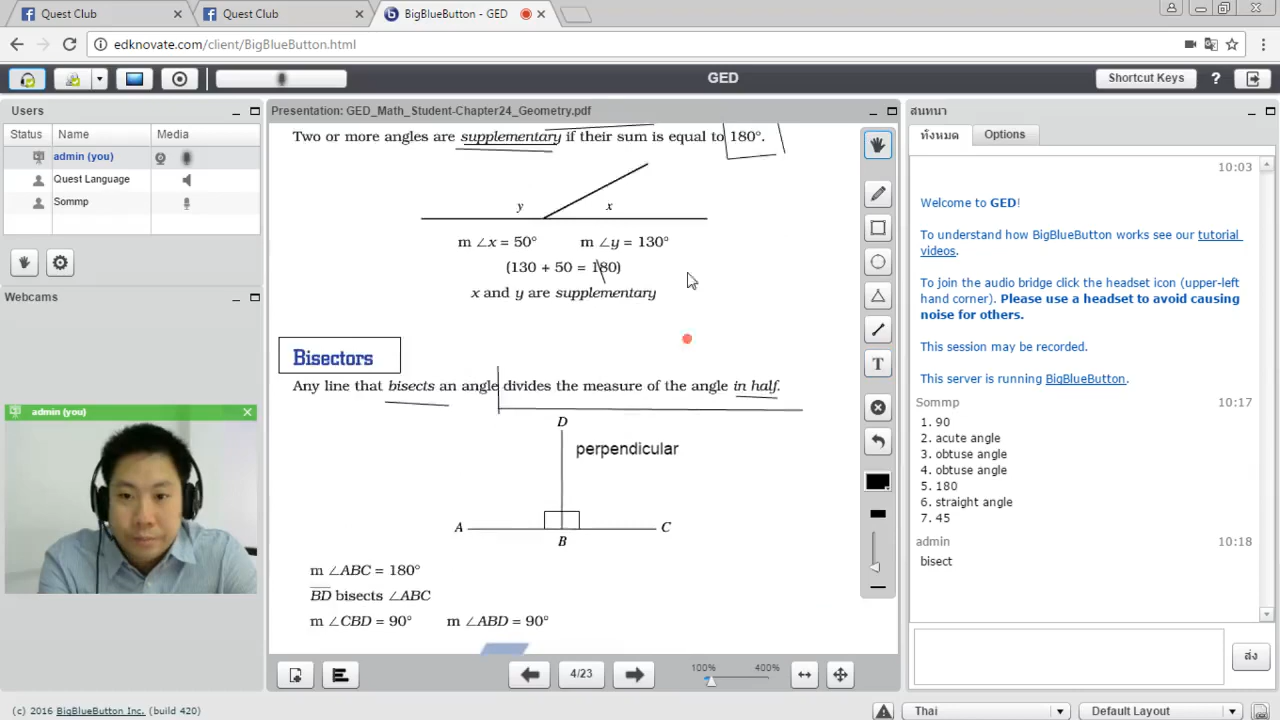 Quest Club
Quest Club
BigBlueButton - GED
edknovate.com/client/BigBlueButton.html
GED
Shortcut Keys
?
Users
Status Name Media
admin (you)
Quest Language
Sommp
Webcams
admin (you)
Presentation: GED_Math_Student-Chapter24_Geometry.pdf
Two or more angles are supplementary if their sum is equal to 180°.
y x
m ∠x = 50° m ∠y = 130°
(130 + 50 = 180)
x and y are supplementary
Bisectors
Any line that bisects an angle divides the measure of the angle in half.
D
perpendicular
A C
B
m ∠ABC = 180°
BD bisects ∠ABC
m ∠CBD = 90° m ∠ABD = 90°
T
4/23
100% 400%
สนทนา
ทั้งหมด Options
10:03
Welcome to GED!
To understand how BigBlueButton works see our tutorial
videos.
To join the audio bridge click the headset icon (upper-left
hand corner). Please use a headset to avoid causing
noise for others.
This session may be recorded.
This server is running BigBlueButton.
Sommp 10:17
1. 90
2. acute angle
3. obtuse angle
4. obtuse angle
5. 180
6. straight angle
7. 45
admin 10:18
bisect
ส่ง
(c) 2016 BigBlueButton Inc. (build 420)
Thai
Default Layout